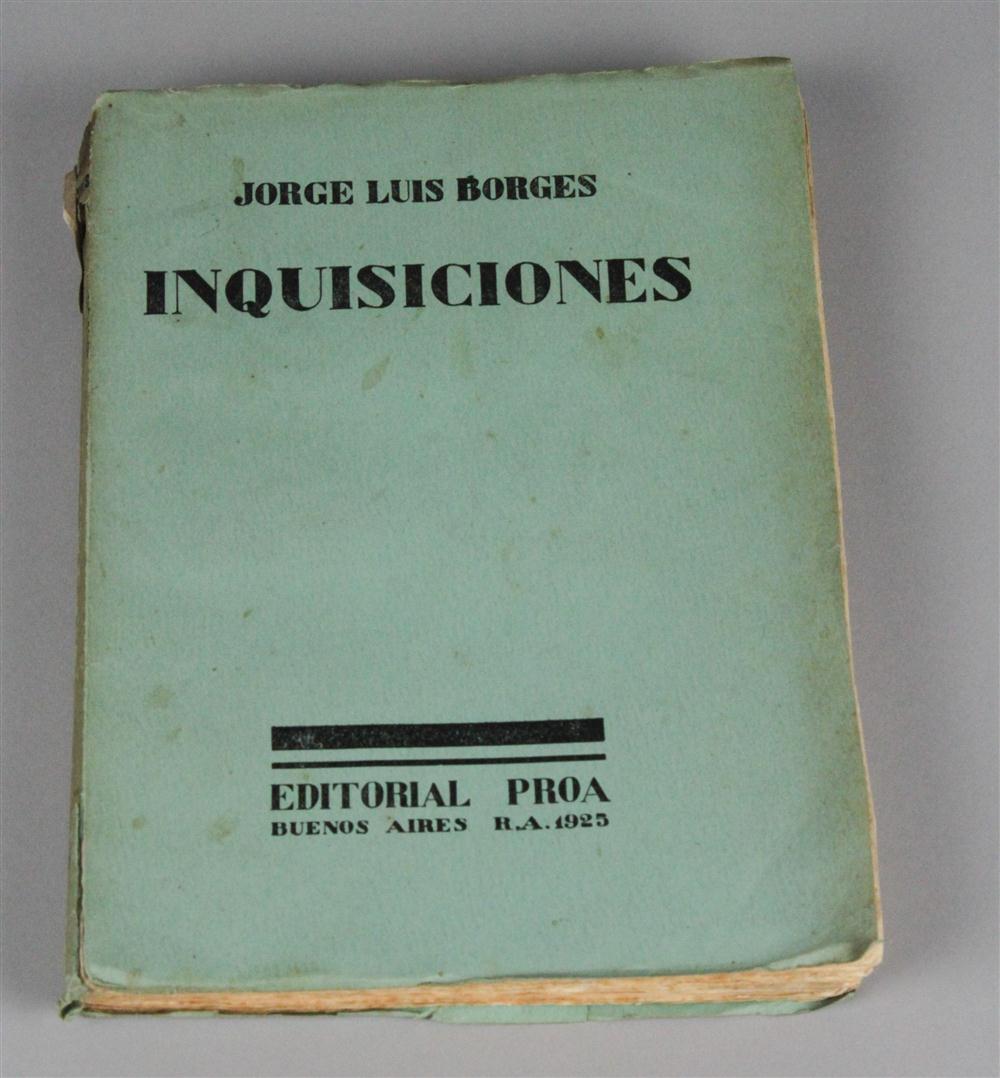 JORGE LUIS BORGES
INQUISICIONES
EDITORIAL PROA
BUENOS AIRES R.A. 1925